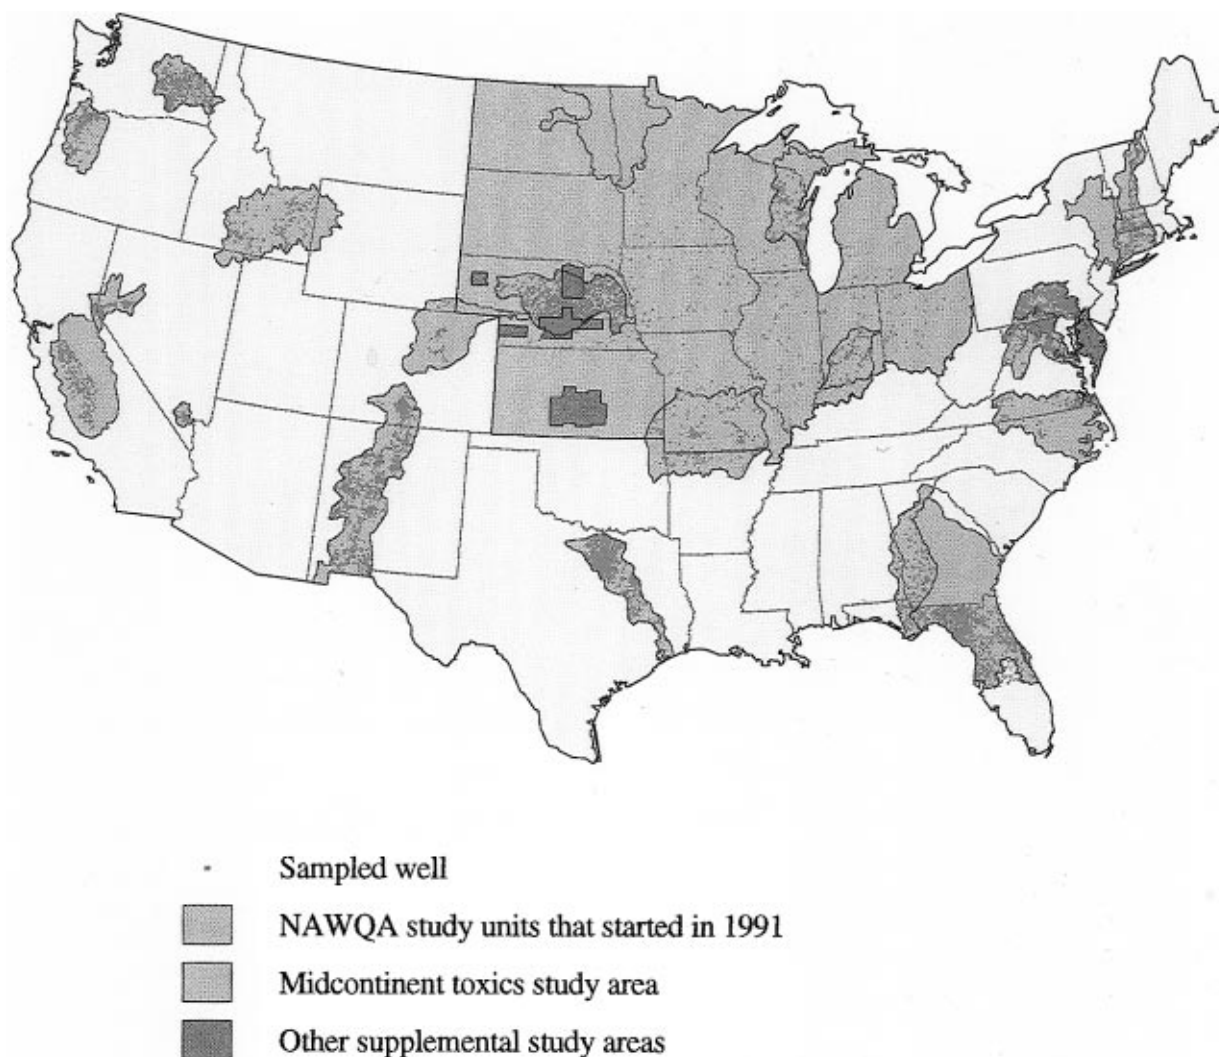 Sampled well
NAWQA study units that started in 1991
Midcontinent toxics study area
Other supplemental study areas